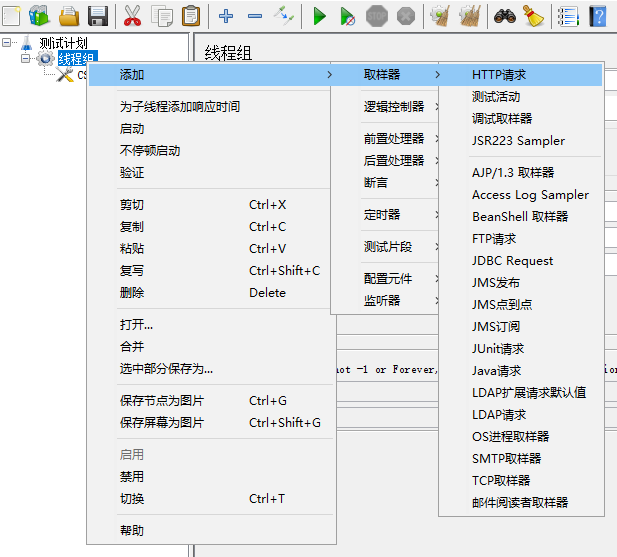 测试计划
线程组
线程组
CS
添加
为子线程添加响应时间
启动
不停顿启动
验证
剪切 Ctrl+X
复制 Ctrl+C
粘贴 Ctrl+V
复写 Ctrl+Shift+C
删除 Delete
打开...
合并
选中部分保存为...
保存节点为图片 Ctrl+G
保存屏幕为图片 Ctrl+Shift+G
启用
禁用
切换 Ctrl+T
帮助
取样器
逻辑控制器
前置处理器
后置处理器
断言
定时器
测试片段
配置元件
监听器
not -1 or Forever,
ion
HTTP请求
测试活动
调试取样器
JSR223 Sampler
AJP/1.3 取样器
Access Log Sampler
BeanShell 取样器
FTP请求
JDBC Request
JMS发布
JMS点到点
JMS订阅
JUnit请求
Java请求
LDAP扩展请求默认值
LDAP请求
OS进程取样器
SMTP取样器
TCP取样器
邮件阅读者取样器